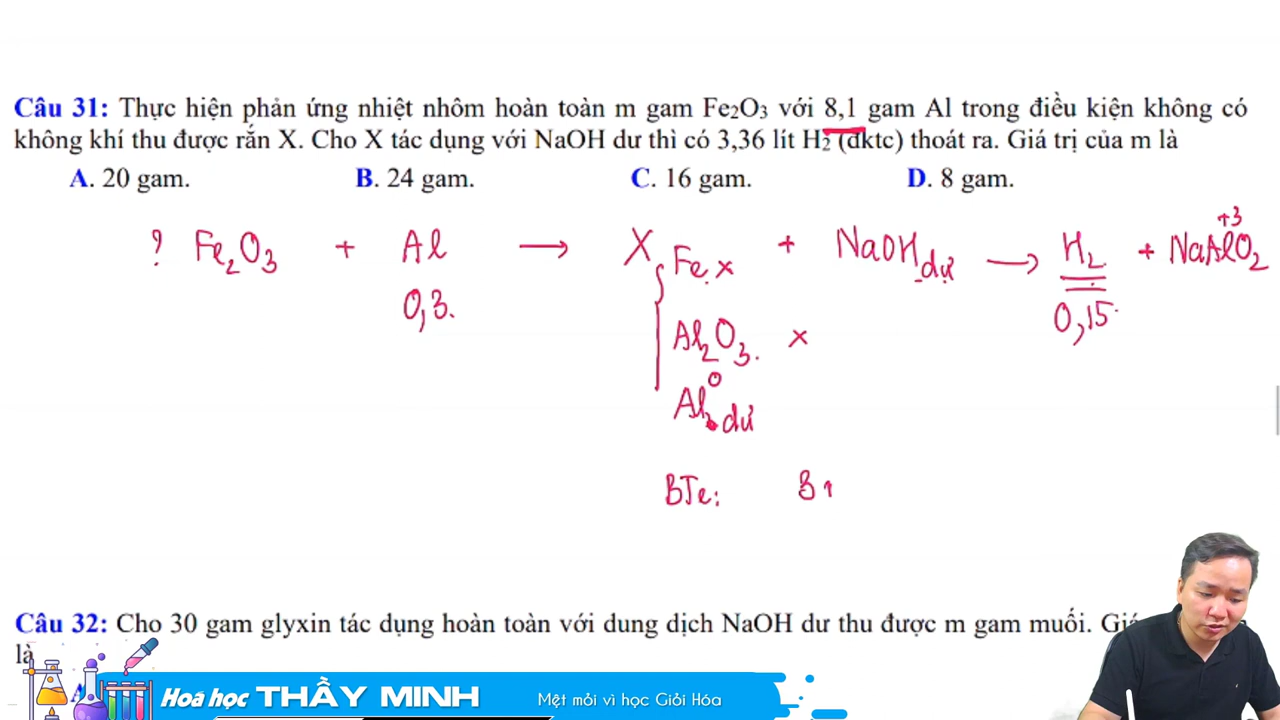 Câu 31: Thực hiện phản ứng nhiệt nhôm hoàn toàn m gam Fe₂O₃ với 8,1 gam Al trong điều kiện không có
không khí thu được rắn X. Cho X tác dụng với NaOH dư thì có 3,36 lít H₂ (đktc) thoát ra. Giá trị của m là
A. 20 gam. B. 24 gam. C. 16 gam. D. 8 gam.
+3
? Fe₂O₃ + Al ⟶ X Fe x + NaOH dư ⟶ H₂ + NaAlO₂
0,3. 0,15
Al₂O₃. x
0
Al dư
BTe: 3
Câu 32: Cho 30 gam glyxin tác dụng hoàn toàn với dung dịch NaOH dư thu được m gam muối.
là
Hoá học THẦY MINH Mệt mỏi vì học Giỏi Hóa